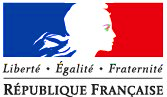 Liberté • Égalité • Fraternité
RÉPUBLIQUE FRANÇAISE